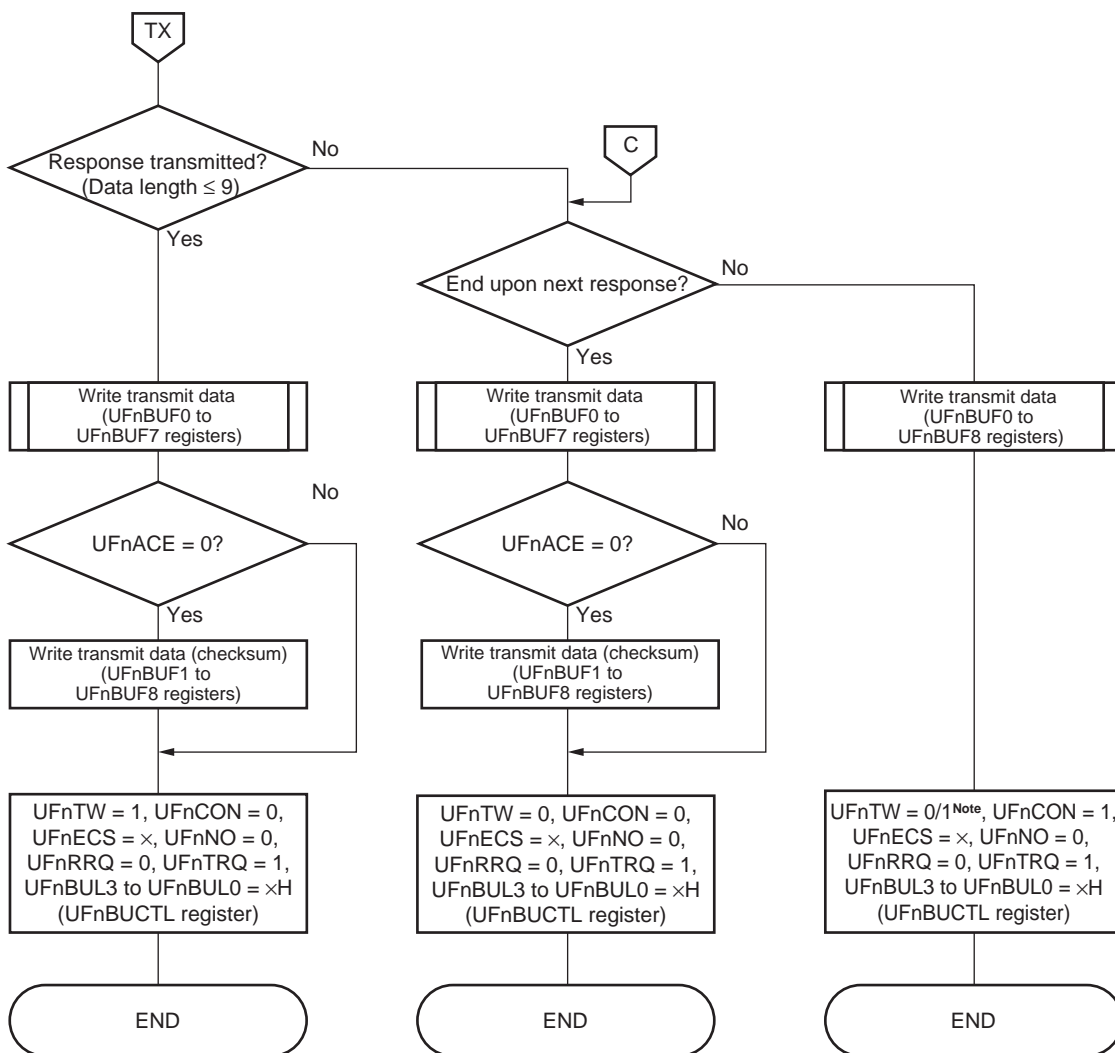 TX
Response transmitted?
(Data length ≤ 9)
No
Yes
C
End upon next response?
No
Yes
Write transmit data
(UFnBUF0 to
UFnBUF7 registers)
Write transmit data
(UFnBUF0 to
UFnBUF7 registers)
Write transmit data
(UFnBUF0 to
UFnBUF8 registers)
UFnACE = 0?
No
Yes
UFnACE = 0?
No
Yes
Write transmit data (checksum)
(UFnBUF1 to
UFnBUF8 registers)
Write transmit data (checksum)
(UFnBUF1 to
UFnBUF8 registers)
UFnTW = 1, UFnCON = 0,
UFnECS = ×, UFnNO = 0,
UFnRRQ = 0, UFnTRQ = 1,
UFnBUL3 to UFnBUL0 = ×H
(UFnBUCTL register)
UFnTW = 0, UFnCON = 0,
UFnECS = ×, UFnNO = 0,
UFnRRQ = 0, UFnTRQ = 1,
UFnBUL3 to UFnBUL0 = ×H
(UFnBUCTL register)
UFnTW = 0/1Note, UFnCON = 1,
UFnECS = ×, UFnNO = 0,
UFnRRQ = 0, UFnTRQ = 1,
UFnBUL3 to UFnBUL0 = ×H
(UFnBUCTL register)
END
END
END